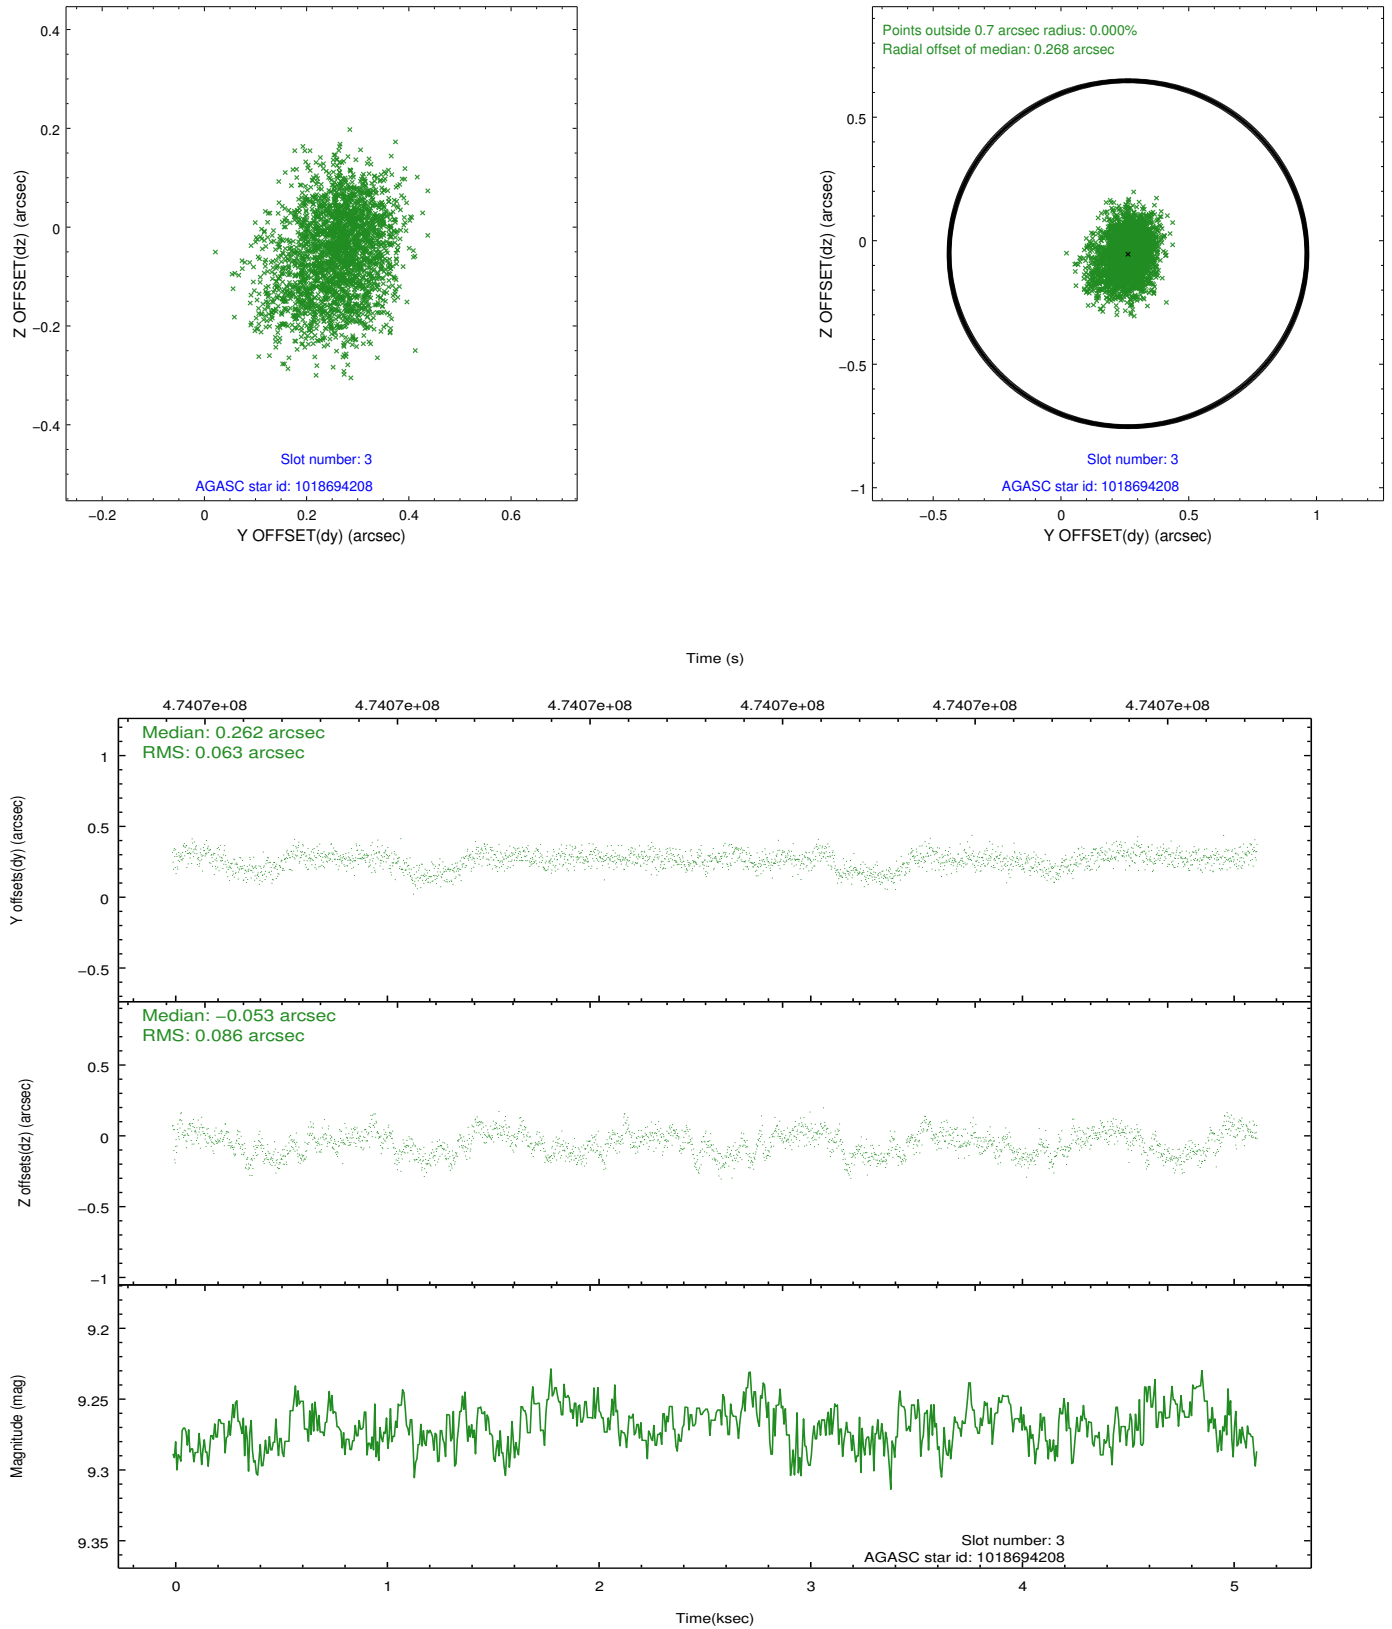 0.4
0.2
0
−0.2
−0.4
Z OFFSET(dz) (arcsec)
Slot number: 3
AGASC star id: 1018694208
−0.2 0 0.2 0.4 0.6
Y OFFSET(dy) (arcsec)
Points outside 0.7 arcsec radius: 0.000%
Radial offset of median: 0.268 arcsec
0.5
0
−0.5
−1
Z OFFSET(dz) (arcsec)
Slot number: 3
AGASC star id: 1018694208
−0.5 0 0.5 1
Y OFFSET(dy) (arcsec)
Time (s)
4.7407e+08 4.7407e+08 4.7407e+08 4.7407e+08 4.7407e+08 4.7407e+08
Median: 0.262 arcsec
RMS: 0.063 arcsec
1
0.5
0
−0.5
Y offsets(dy) (arcsec)
Median: −0.053 arcsec
RMS: 0.086 arcsec
0.5
0
−0.5
−1
Z offsets(dz) (arcsec)
9.2
9.25
9.3
9.35
Magnitude (mag)
Slot number: 3
AGASC star id: 1018694208
0 1 2 3 4 5
Time(ksec)